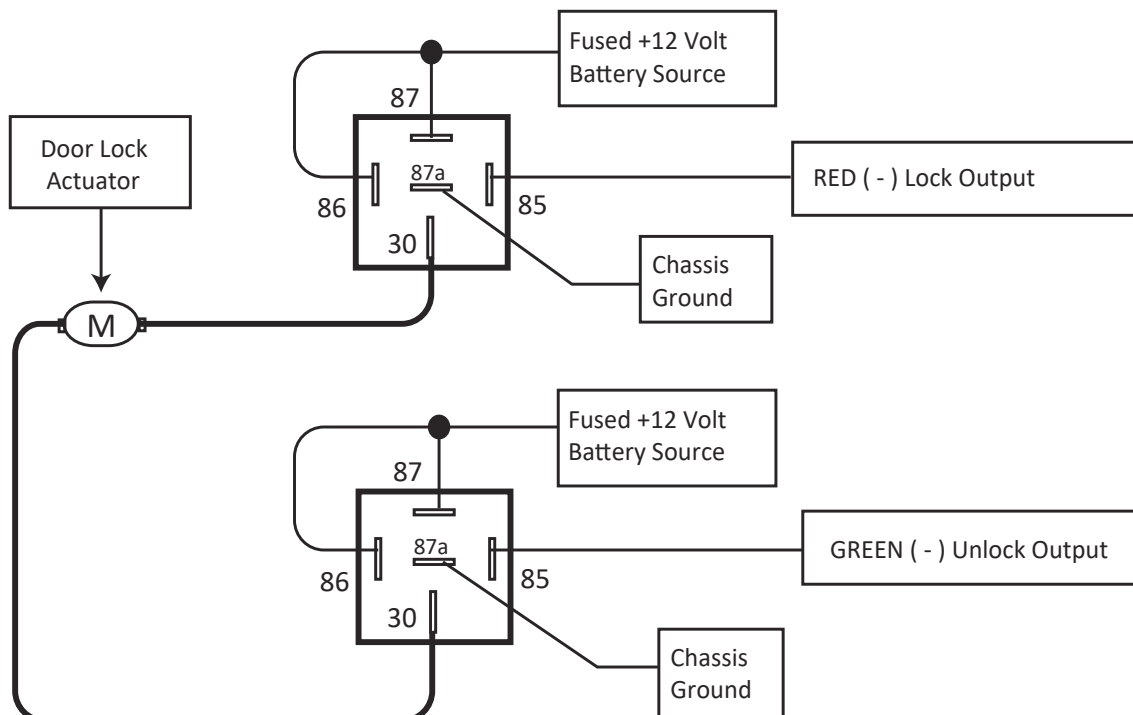 Fused +12 Volt
Battery Source
87
Door Lock
Actuator
87a
RED ( - ) Lock Output
86
85
30
Chassis
Ground
M
Fused +12 Volt
Battery Source
87
87a
GREEN ( - ) Unlock Output
86
85
30
Chassis
Ground